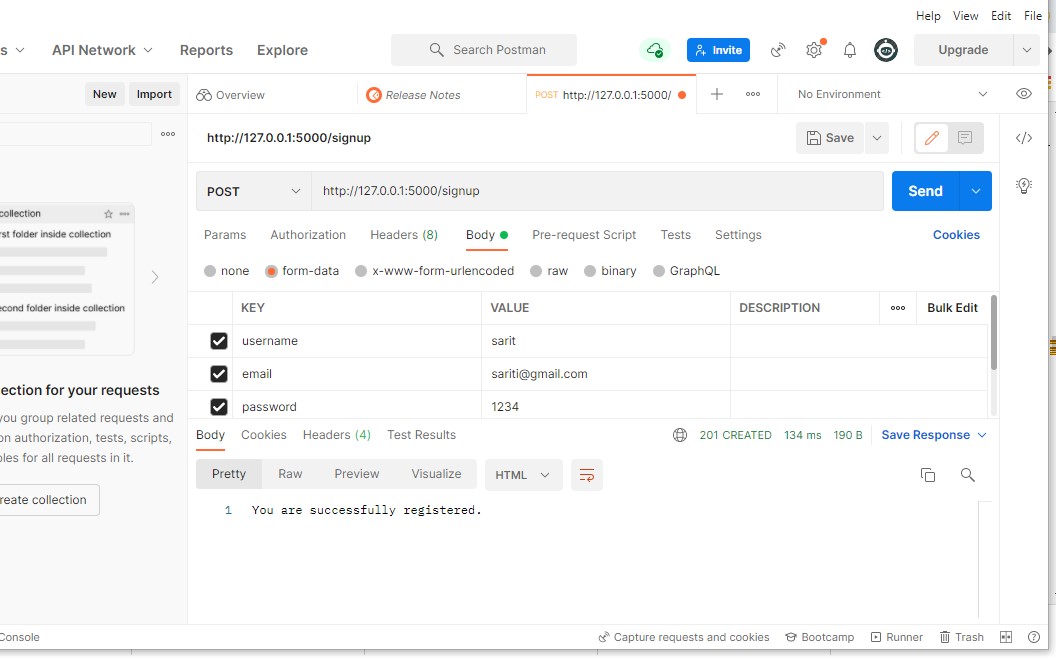 Help View Edit File
s API Network Reports Explore Search Postman Invite Upgrade
New Import Overview Release Notes POST http://127.0.0.1:5000/ No Environment
http://127.0.0.1:5000/signup Save
POST http://127.0.0.1:5000/signup Send
Params Authorization Headers (8) Body Pre-request Script Tests Settings Cookies
none form-data x-www-form-urlencoded raw binary GraphQL
KEY VALUE DESCRIPTION Bulk Edit
username sarit
email sariti@gmail.com
password 1234
collection
rst folder inside collection
econd folder inside collection
ection for your requests
you group related requests and
on authorization, tests, scripts,
bles for all requests in it.
reate collection
Body Cookies Headers (4) Test Results 201 CREATED 134 ms 190 B Save Response
Pretty Raw Preview Visualize HTML
1 You are successfully registered.
Console Capture requests and cookies Bootcamp Runner Trash